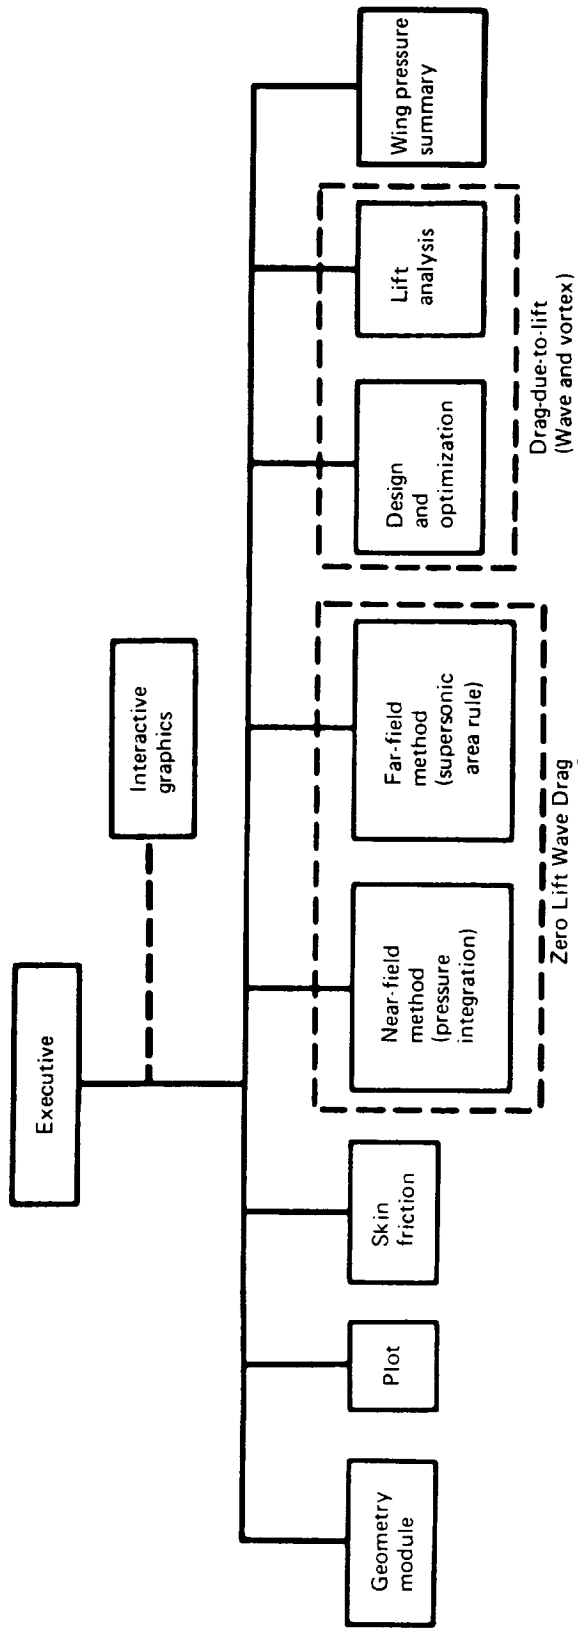 Executive
Interactive
graphics
Geometry
module
Plot
Skin
friction
Near-field
method
(pressure
integration)
Far-field
method
(supersonic
area rule)
Design
and
optimization
Lift
analysis
Wing pressure
summary
Zero Lift Wave Drag
Drag-due-to-lift
(Wave and vortex)